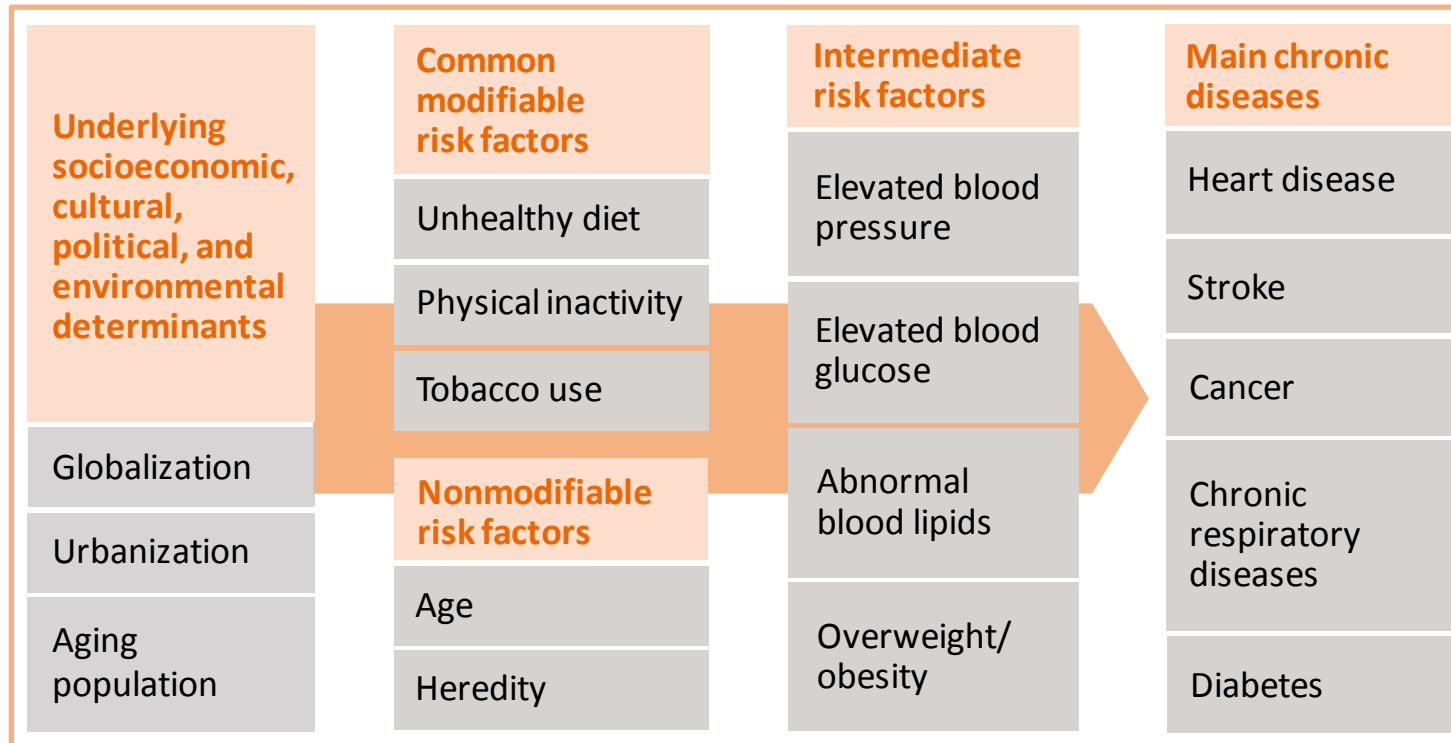 Underlying
socioeconomic,
cultural,
political, and
environmental
determinants
Globalization
Urbanization
Aging
population
Common
modifiable
risk factors
Unhealthy diet
Physical inactivity
Tobacco use
Nonmodifiable
risk factors
Age
Heredity
Intermediate
risk factors
Elevated blood
pressure
Elevated blood
glucose
Abnormal
blood lipids
Overweight/
obesity
Main chronic
diseases
Heart disease
Stroke
Cancer
Chronic
respiratory
diseases
Diabetes